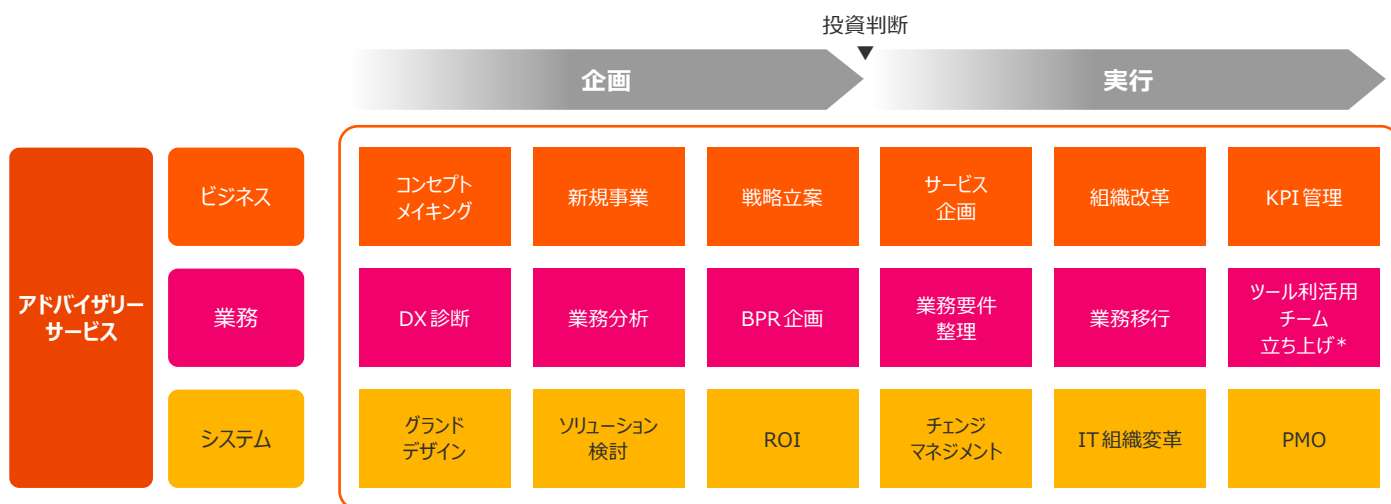 投資判断
▼
企画
実行
アドバイザリー
サービス
ビジネス
コンセプト
メイキング
新規事業
戦略立案
サービス
企画
組織改革
KPI管理
業務
DX診断
業務分析
BPR企画
業務要件
整理
業務移行
ツール利活用
チーム
立ち上げ*
システム
グランド
デザイン
ソリューション
検討
ROI
チェンジ
マネジメント
IT組織変革
PMO